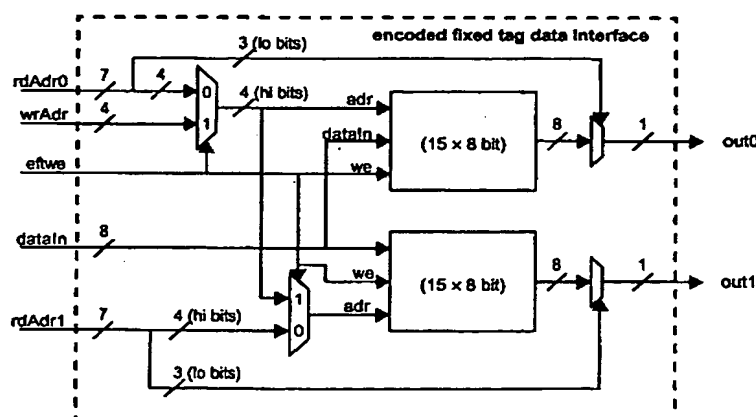 encoded fixed tag data interface
3 (lo bits)
rdAdr0
7
4
0
4 (hi bits)
adr
wrAdr
4
1
dataIn
(15 × 8 bit)
8
1
out0
eftwe
we
dataIn
8
we
(15 × 8 bit)
8
1
out1
1
adr
rdAdr1
7
4 (hi bits)
0
3 (lo bits)